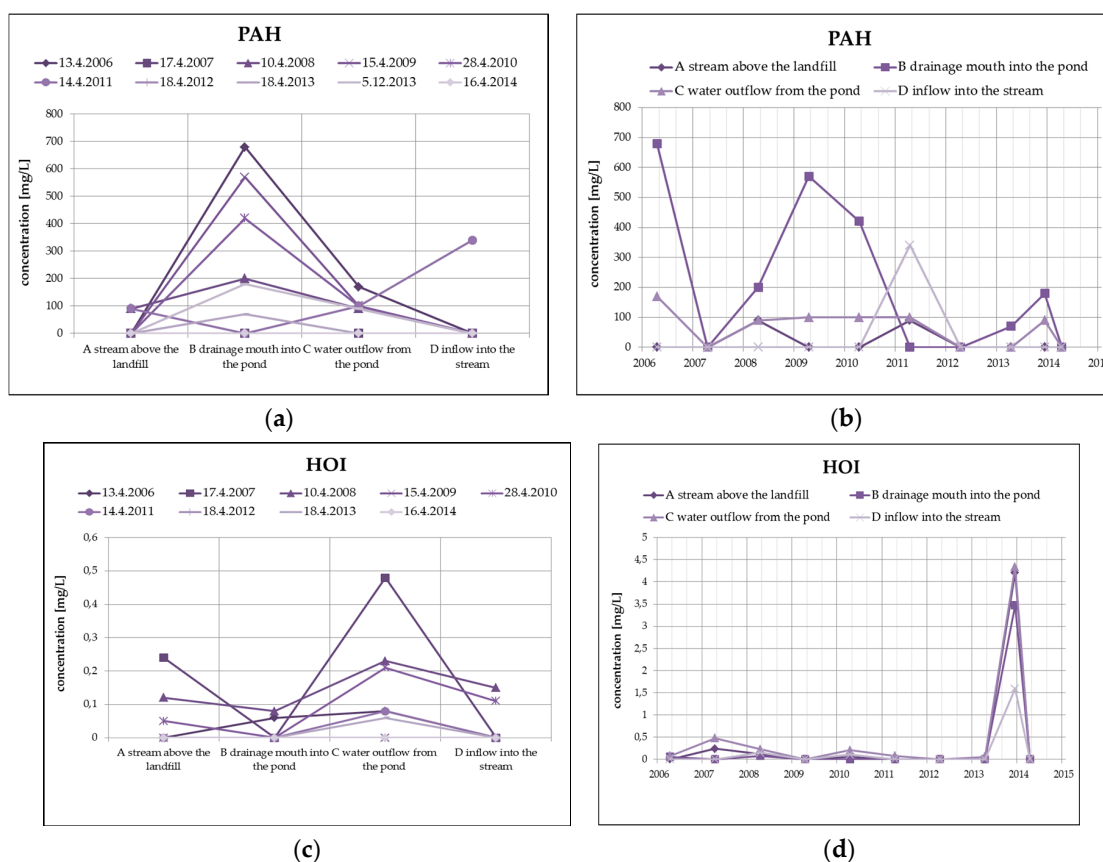 PAH
13.4.2006 17.4.2007 10.4.2008 15.4.2009 28.4.2010
14.4.2011 18.4.2012 18.4.2013 5.12.2013 16.4.2014
concentration [mg/L]
800
700
600
500
400
300
200
100
0
A stream above the landfill
B drainage mouth into the pond
C water outflow from the pond
D inflow into the stream
(a)
PAH
A stream above the landfill B drainage mouth into the pond
C water outflow from the pond D inflow into the stream
concentration [mg/L]
800
700
600
500
400
300
200
100
0
2006 2007 2008 2009 2010 2011 2012 2013 2014 201
(b)
HOI
13.4.2006 17.4.2007 10.4.2008 15.4.2009 28.4.2010
14.4.2011 18.4.2012 18.4.2013 16.4.2014
concentration [mg/L]
0,6
0,5
0,4
0,3
0,2
0,1
0
A stream above the landfill
B drainage mouth into the pond
C water outflow from the pond
D inflow into the stream
(c)
HOI
A stream above the landfill B drainage mouth into the pond
C water outflow from the pond D inflow into the stream
concentration [mg/L]
5
4,5
4
3,5
3
2,5
2
1,5
1
0,5
0
2006 2007 2008 2009 2010 2011 2012 2013 2014 2015
(d)